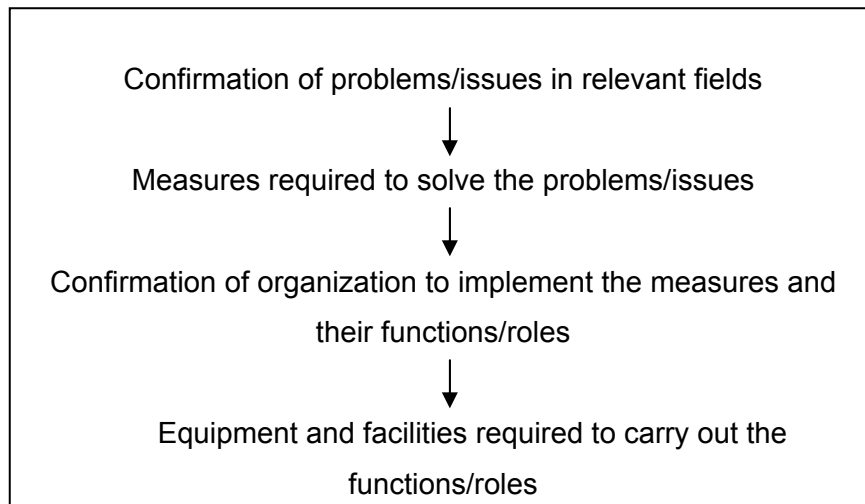 Confirmation of problems/issues in relevant fields
Measures required to solve the problems/issues
Confirmation of organization to implement the measures and
their functions/roles
Equipment and facilities required to carry out the
functions/roles